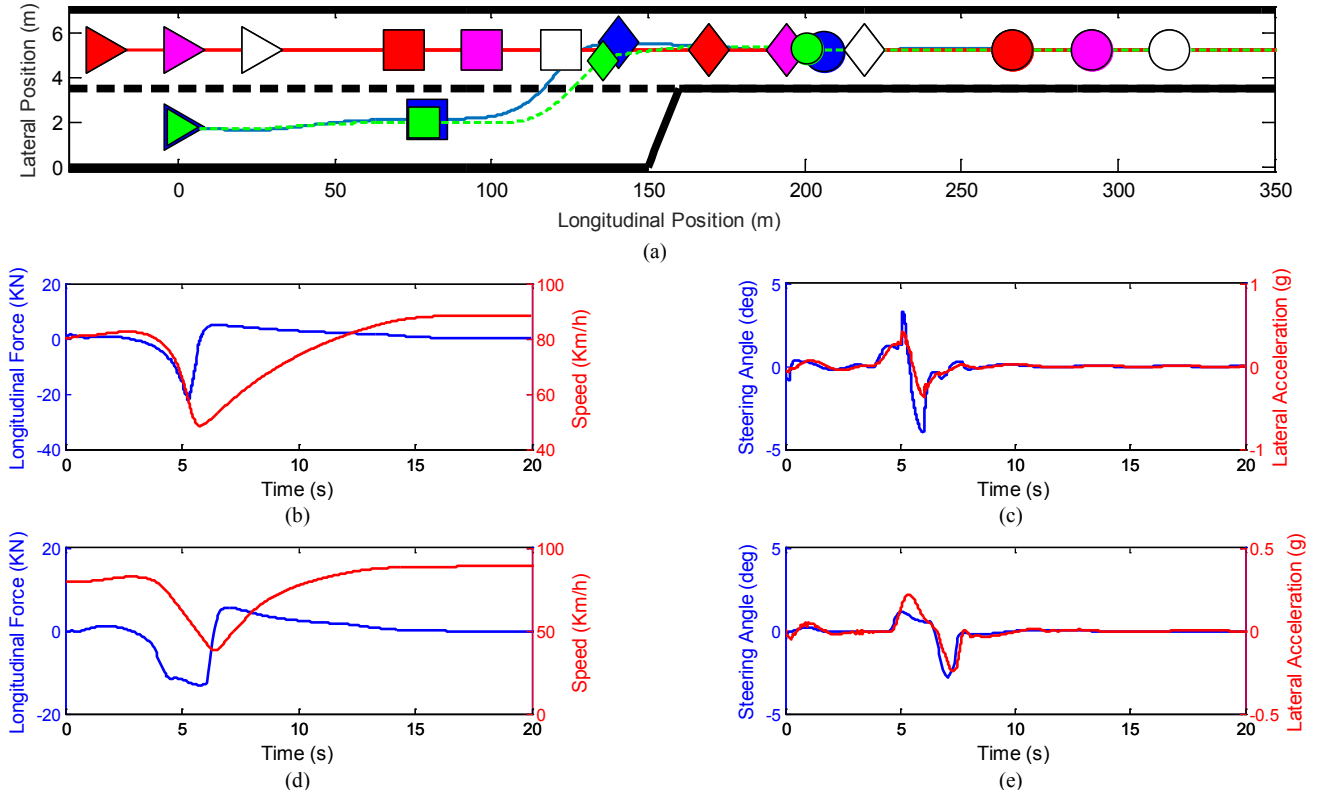 Lateral Position (m)
6
4
2
0
0 50 100 150 200 250 300 350
Longitudinal Position (m)
(a)
Longitudinal Force (KN)
20
0
-20
-40
Speed (Km/h)
100
80
60
40
0 5 10 15 20
Time (s)
(b)
Steering Angle (deg)
5
0
-5
Lateral Acceleration (g)
1
0
-1
0 5 10 15 20
Time (s)
(c)
Longitudinal Force (KN)
20
0
-20
Speed (Km/h)
100
50
0
0 5 10 15 20
Time (s)
(d)
Steering Angle (deg)
5
0
-5
Lateral Acceleration (g)
0.5
0
-0.5
0 5 10 15 20
Time (s)
(e)